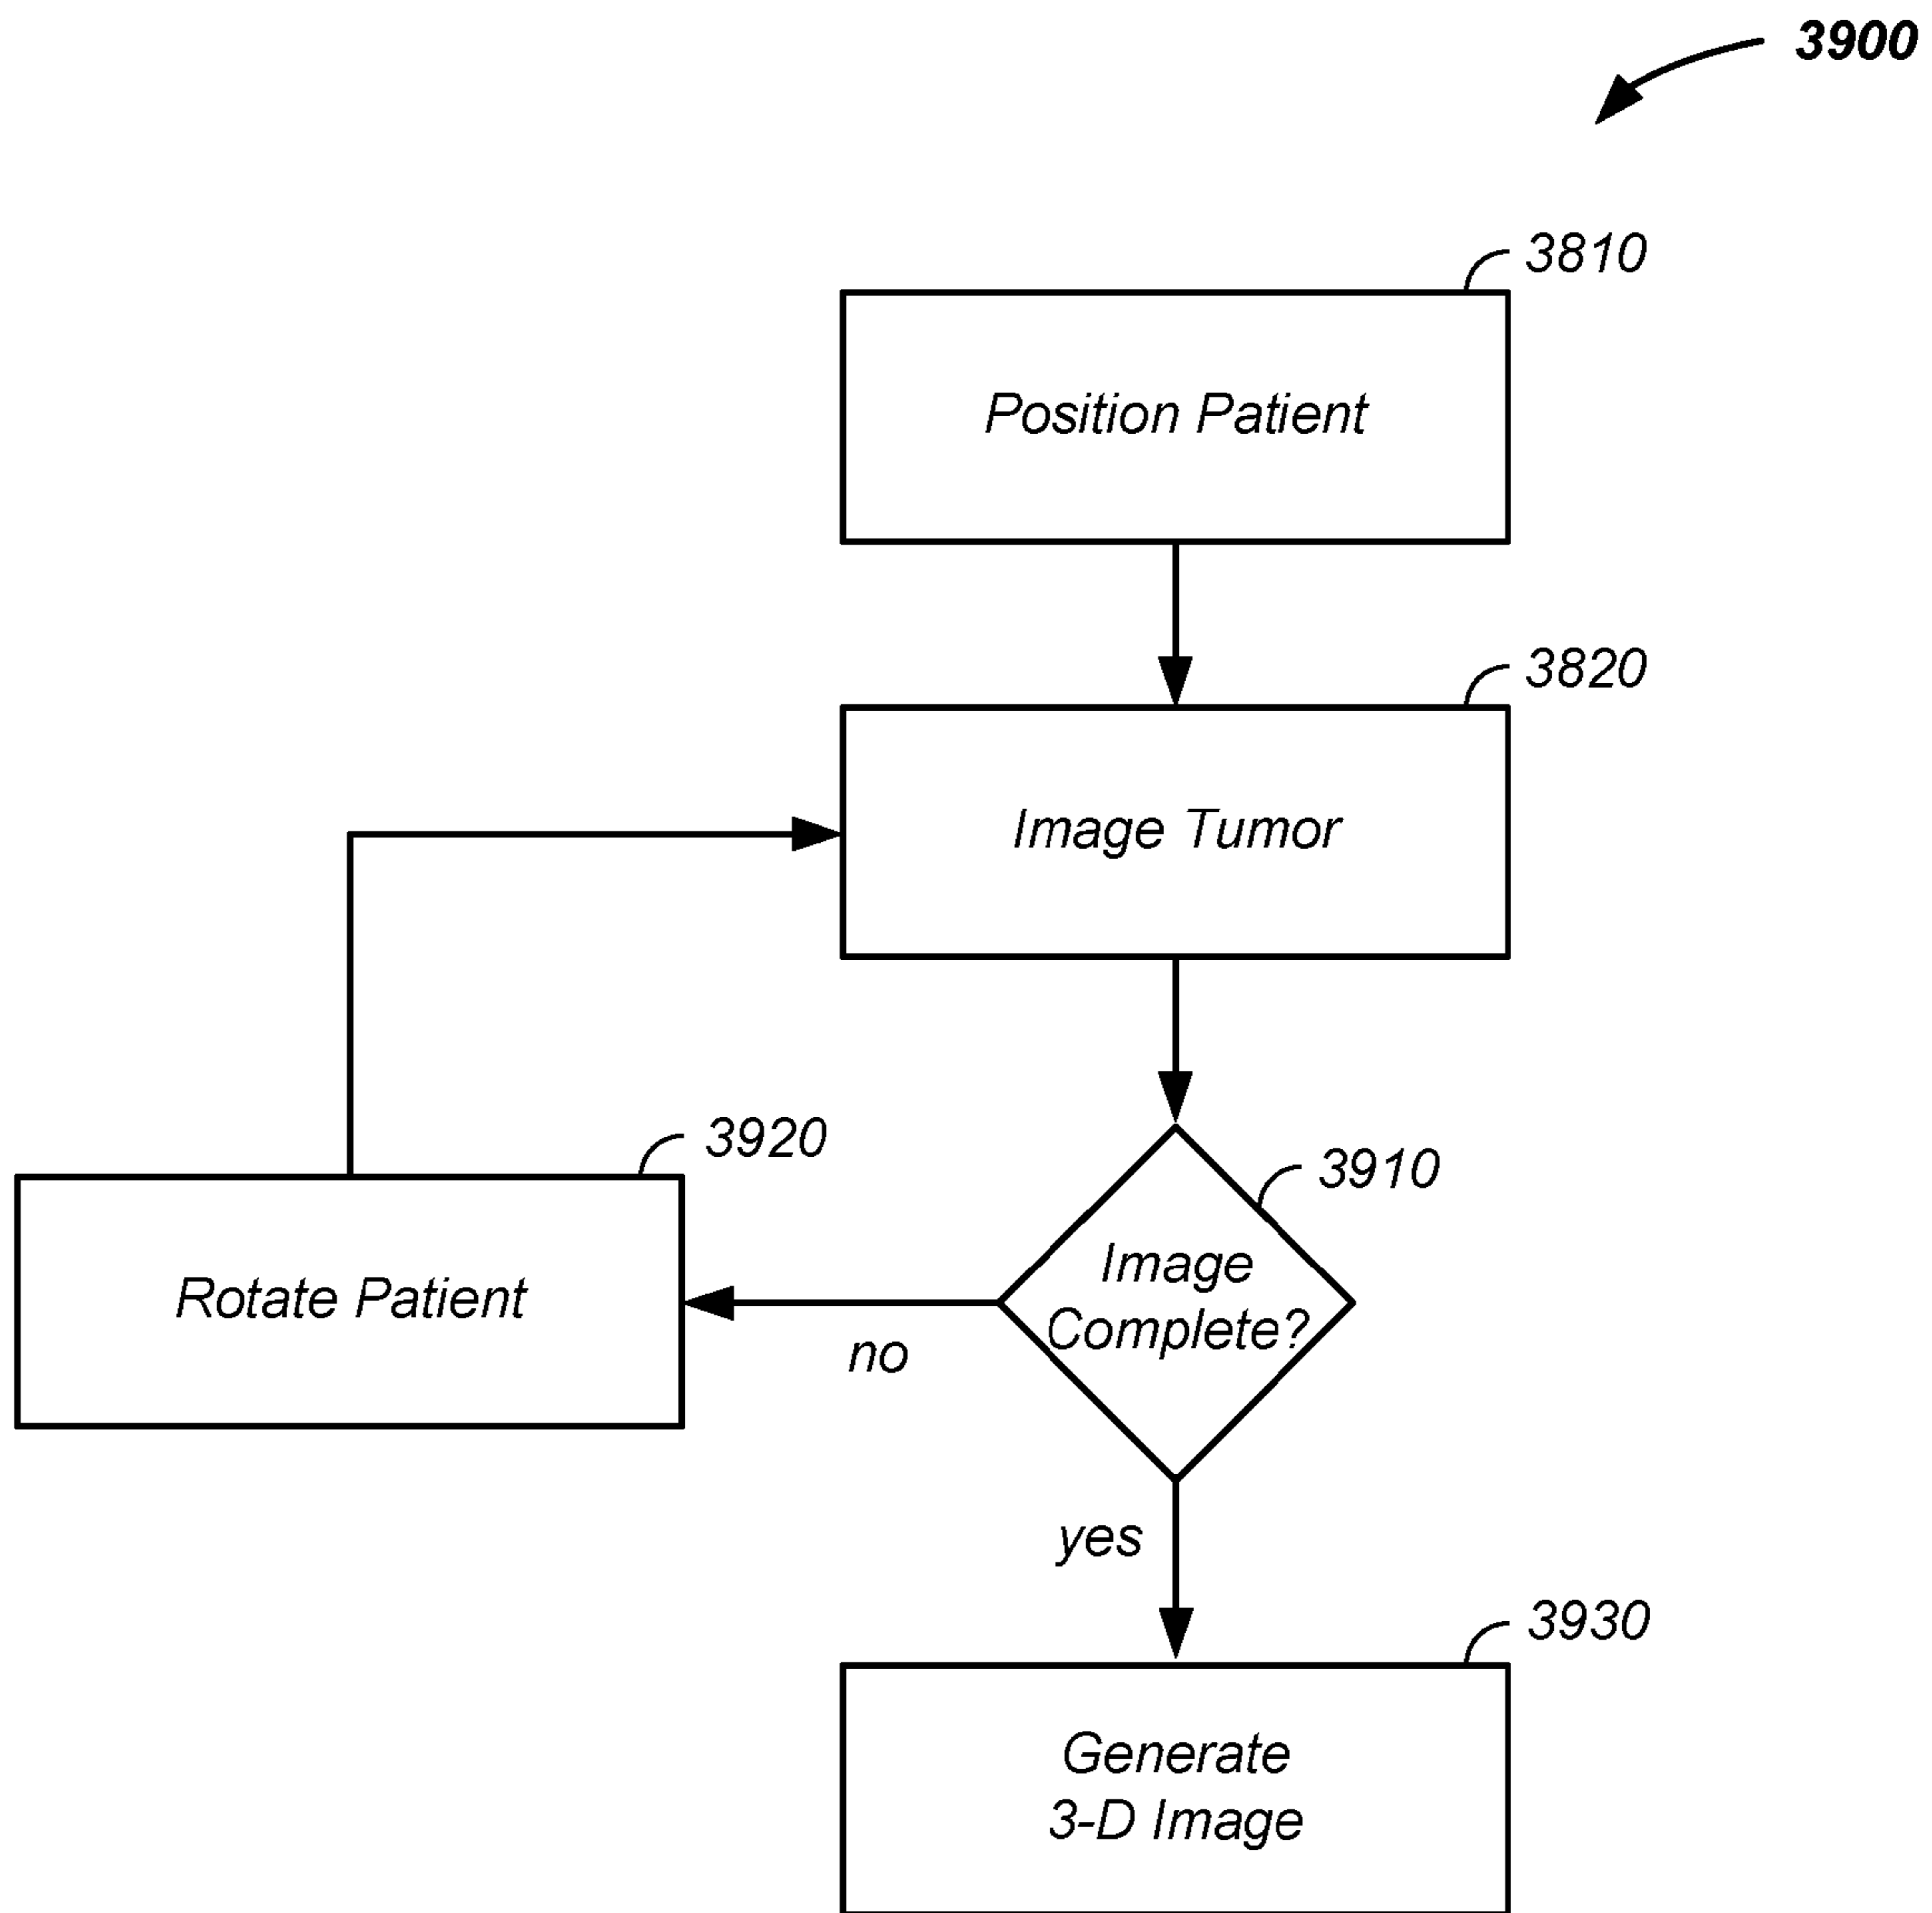 3900
3810
Position Patient
3820
Image Tumor
3920
3910
Image
Complete?
Rotate Patient
no
yes
3930
Generate
3-D Image